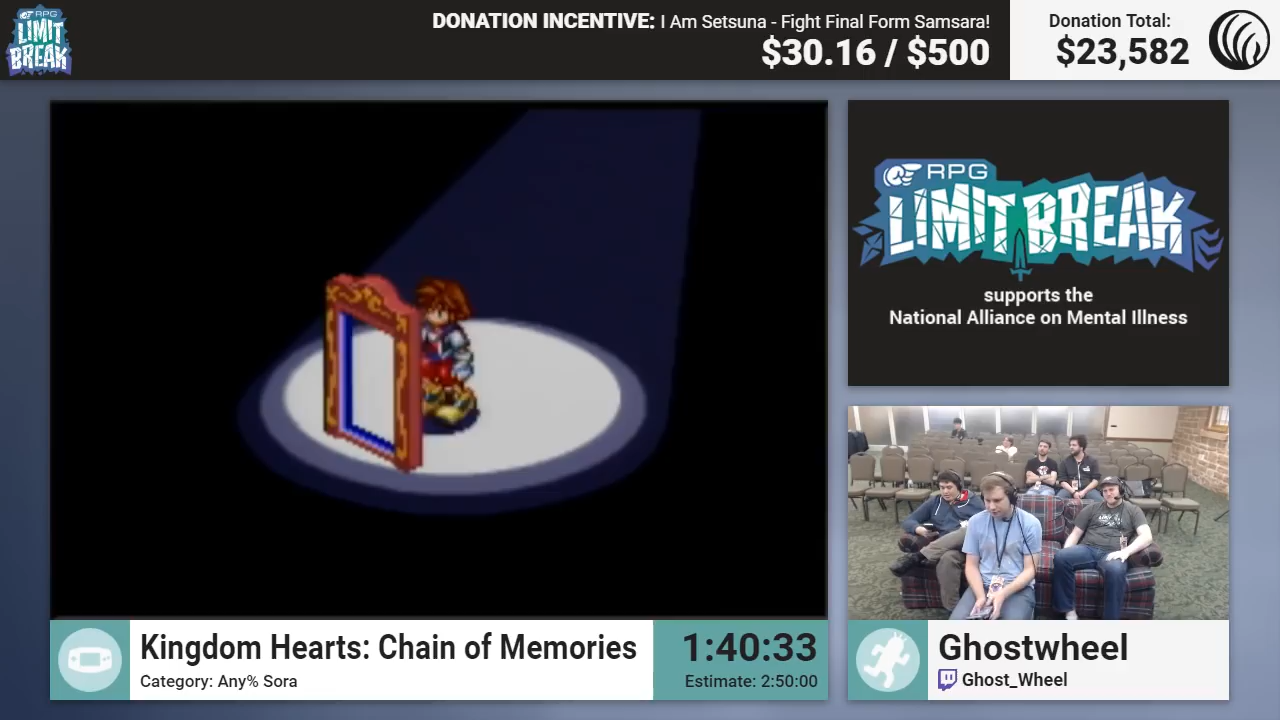 RPG
LIMIT
BREAK
DONATION INCENTIVE: I Am Setsuna - Fight Final Form Samsara!
$30.16 / $500
Donation Total:
$23,582
RPG
LIMIT BREAK
supports the
National Alliance on Mental Illness
Kingdom Hearts: Chain of Memories
Category: Any% Sora
1:40:33
Estimate: 2:50:00
Ghostwheel
Ghost_Wheel